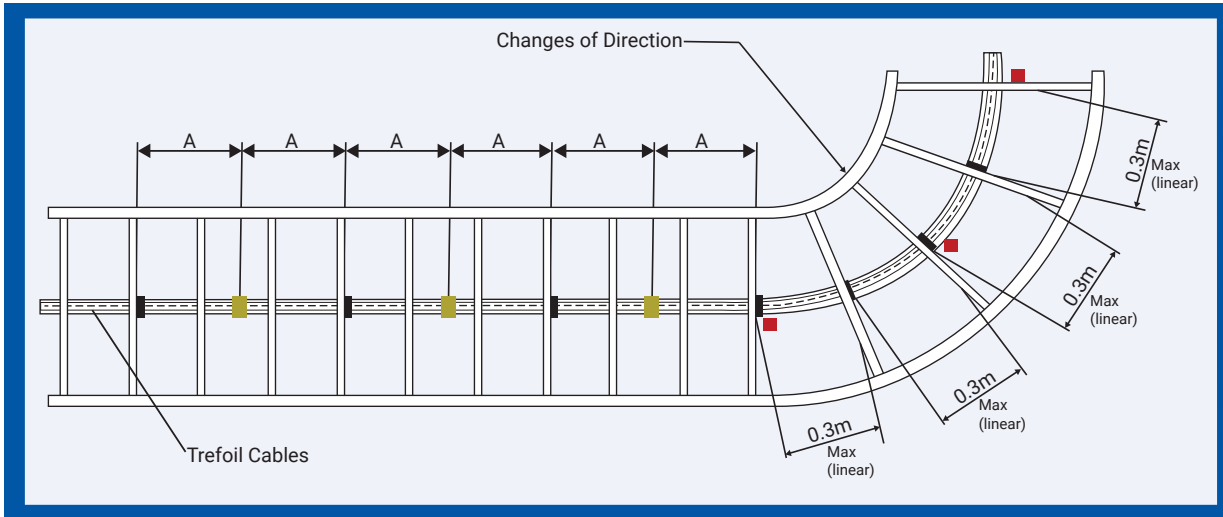 Changes of Direction
A
A
A
A
A
A
0.3m
Max
(linear)
0.3m
Max
(linear)
0.3m
Max
(linear)
0.3m
Max
(linear)
Trefoil Cables